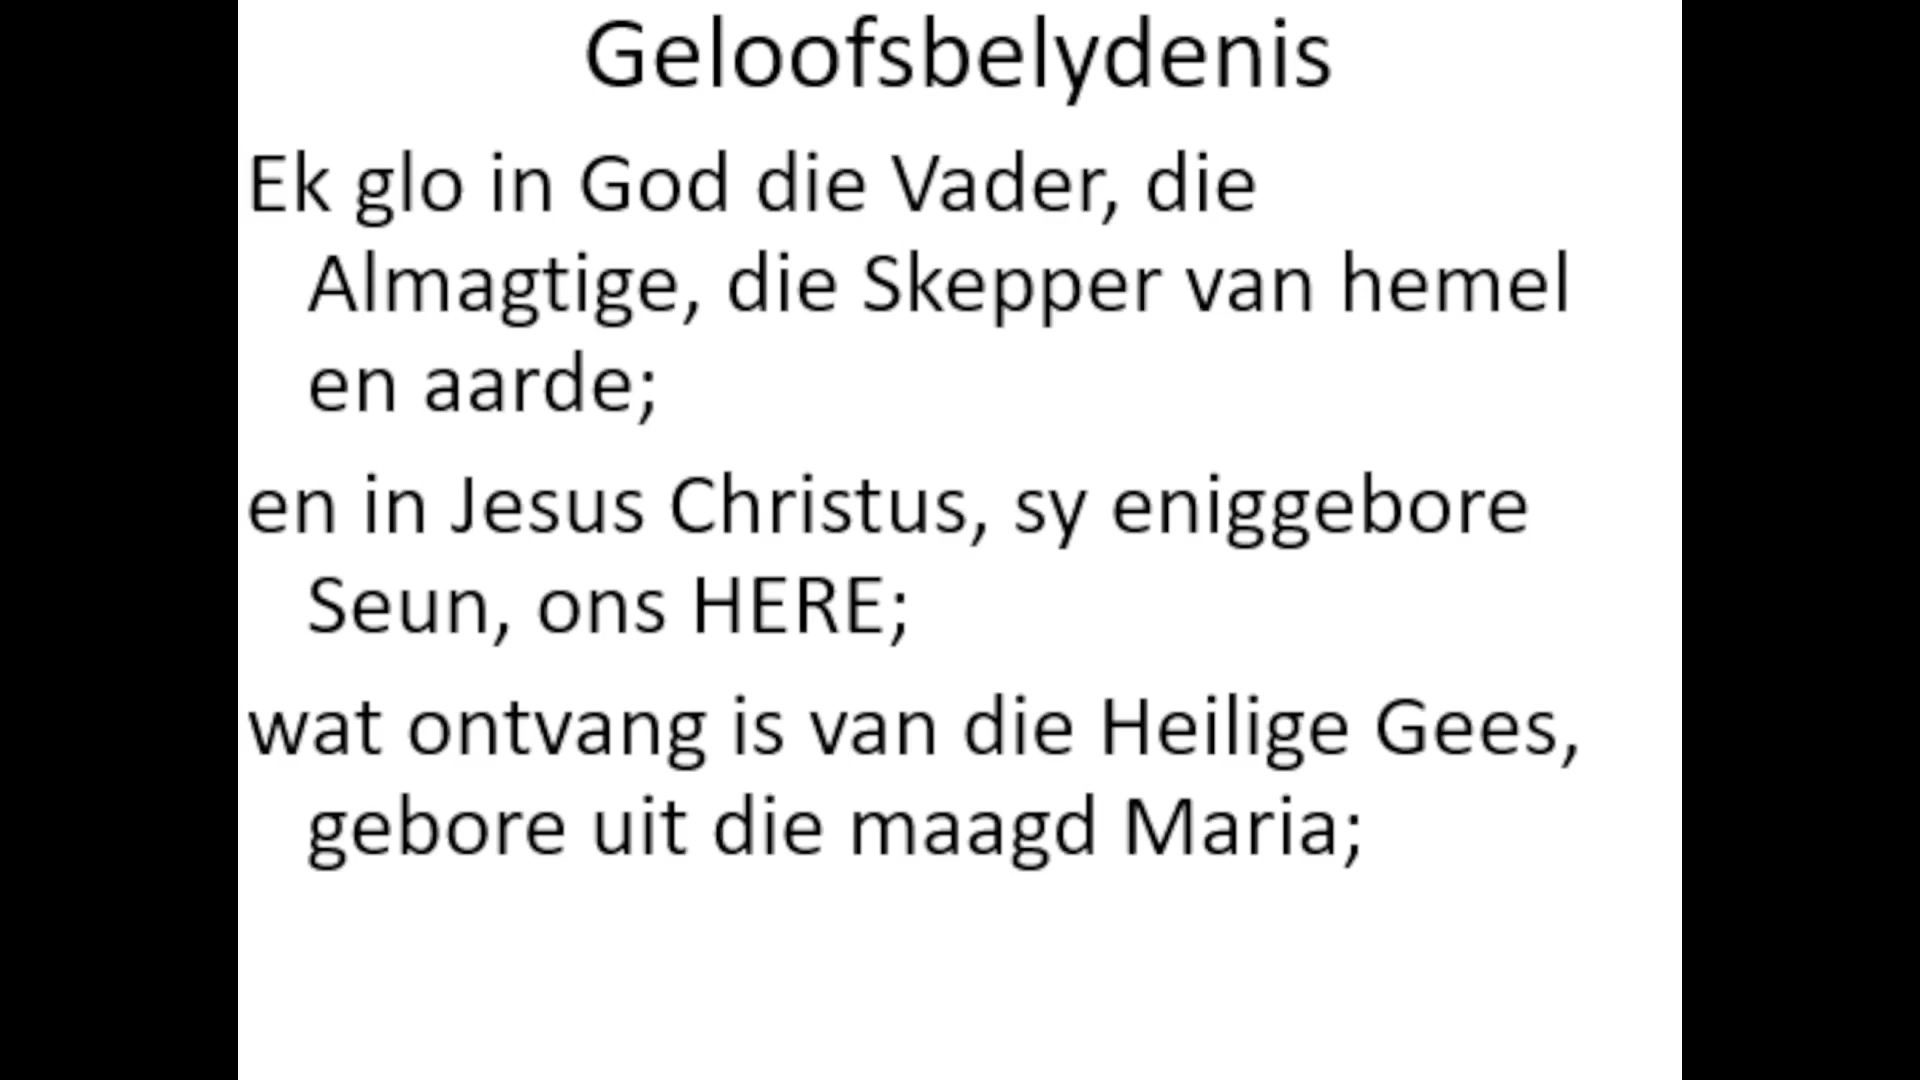 Geloofsbelydenis
Ek glo in God die Vader, die
Almagtige, die Skepper van hemel
en aarde;
en in Jesus Christus, sy eniggebore
Seun, ons HERE;
wat ontvang is van die Heilige Gees,
gebore uit die maagd Maria;